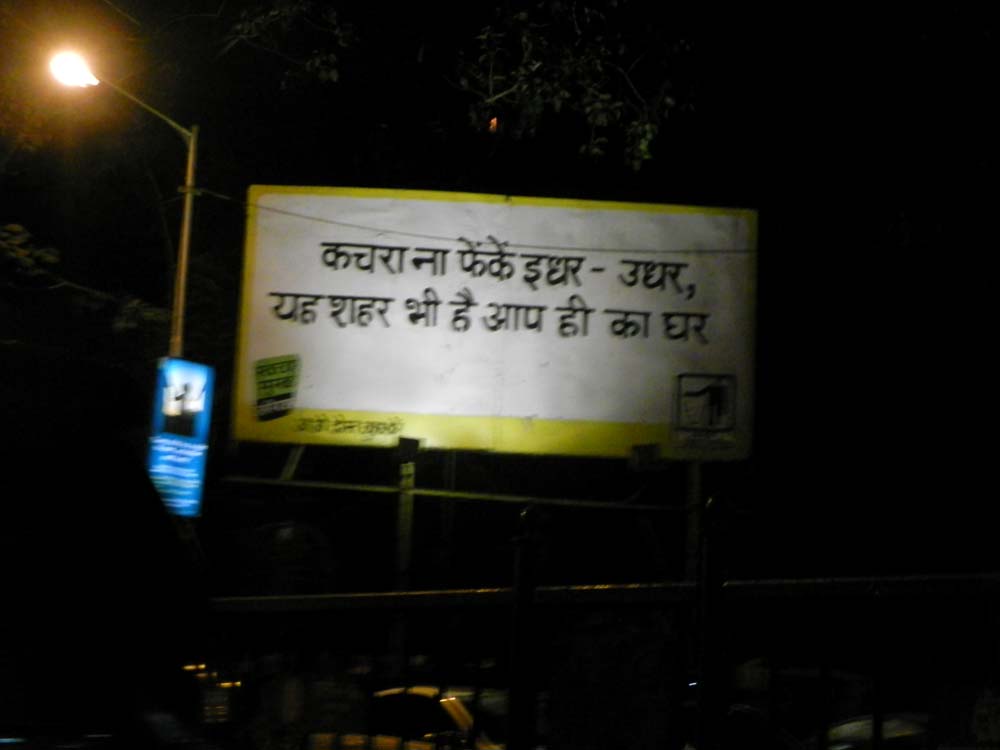 कचरा ना फेंकें इधर - उधर,
यह शहर भी है आप ही का घर